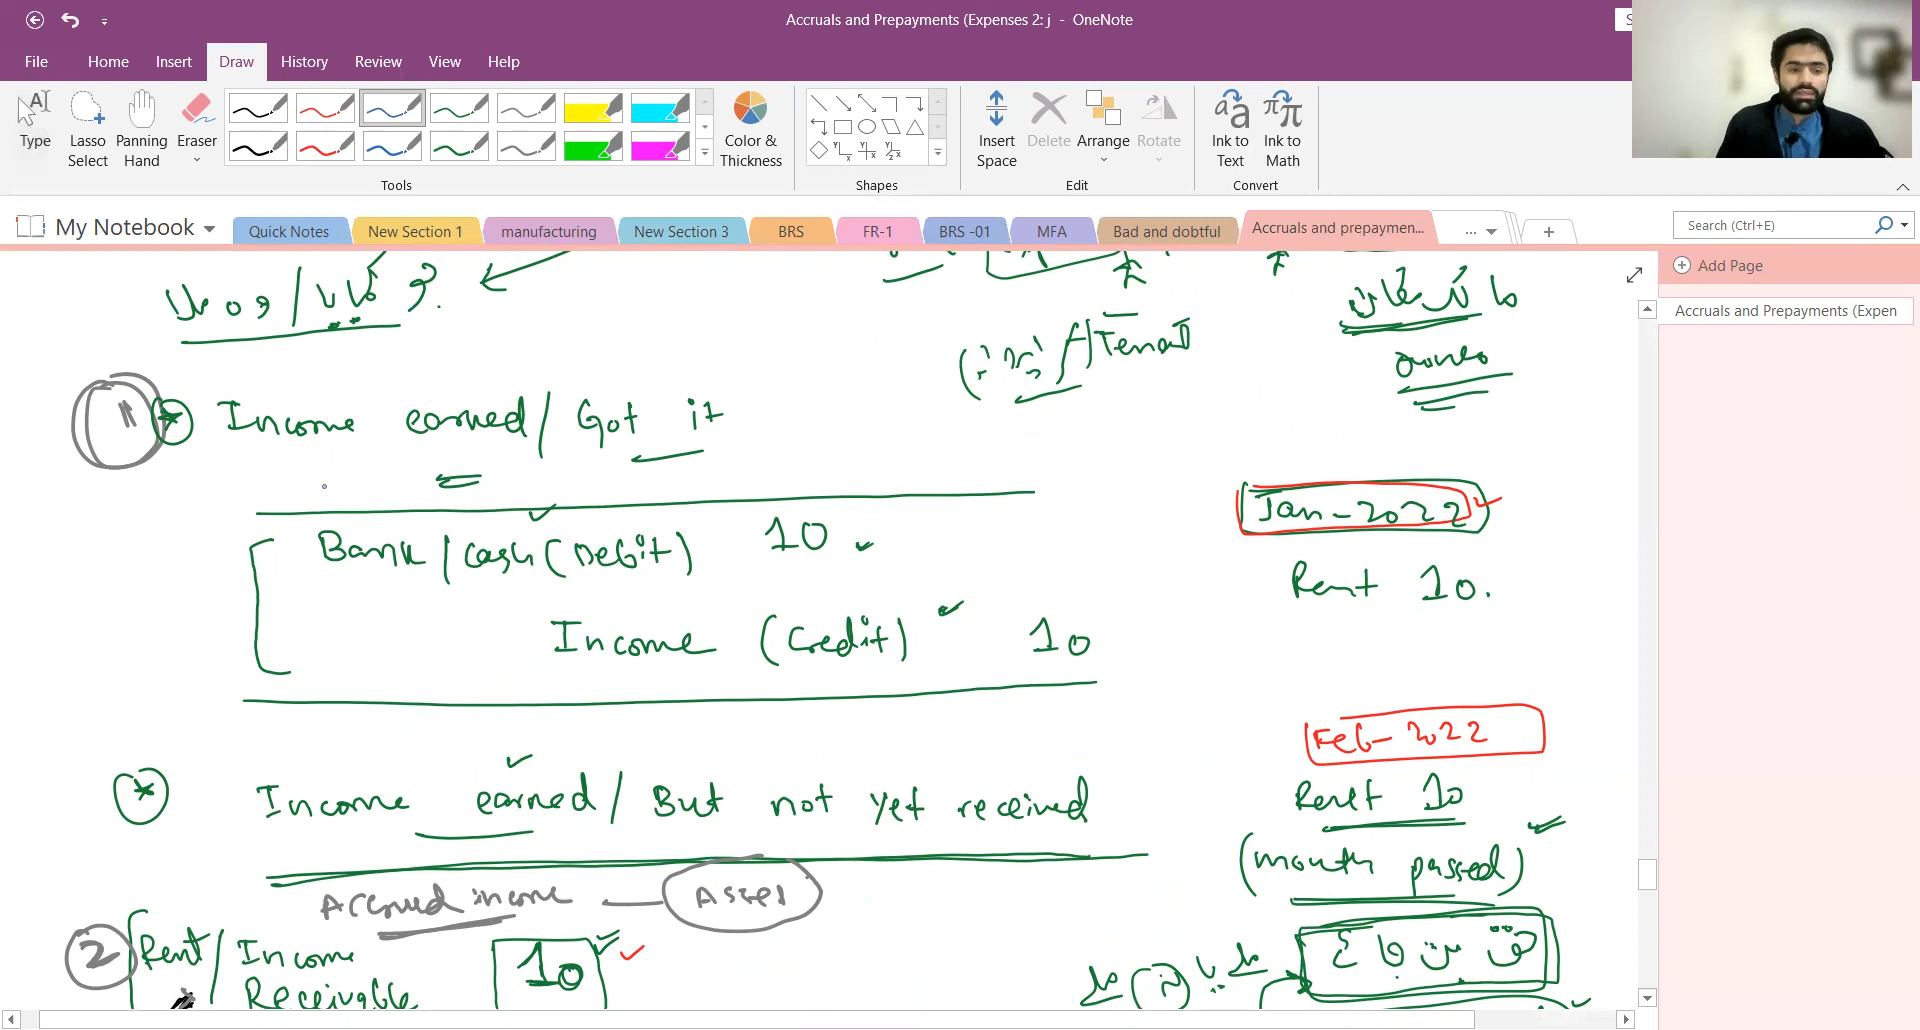 Accruals and Prepayments (Expenses 2: j - OneNote
File Home Insert Draw History Review View Help
Type
Lasso Select
Panning Hand
Eraser
Color & Thickness
Insert Space
Delete
Arrange
Rotate
Ink to Text
Ink to Math
Tools Shapes Edit Convert
My Notebook
Quick Notes New Section 1 manufacturing New Section 3 BRS FR-1 BRS -01 MFA Bad and doubtful Accruals and prepaymen... ...
Search (Ctrl+E)
Add Page
Accruals and Prepayments (Expen
Tenant
owner
1 * Income earned / Got it
Jan-2022
Bank / Cash (Debit) 10
Rent 10.
Income (Credit) 10
Feb-2022
* Income earned / But not yet received
Rent 10
(month passed)
Accrued income — Asset
2 Rent / Income Receivable 10